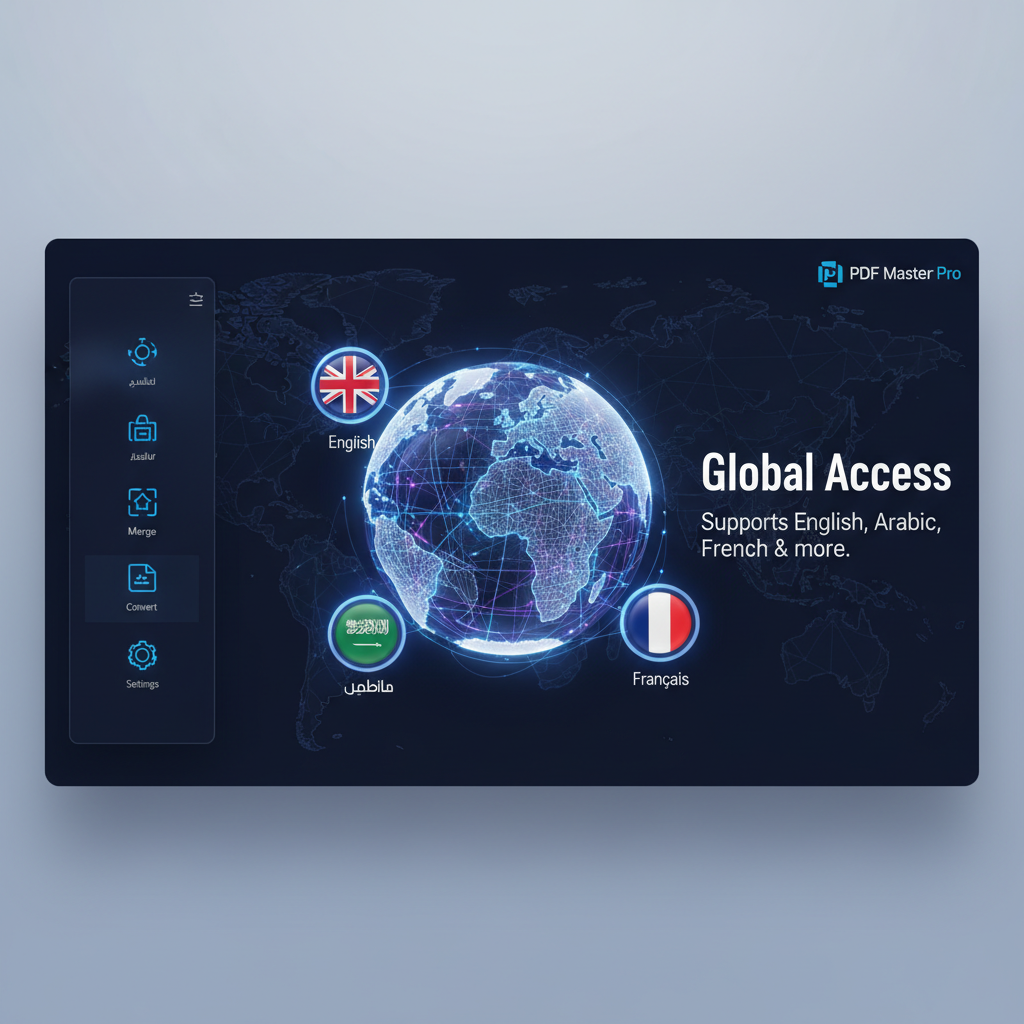 PDF Master Pro
Merge
Convert
Settings
English
Français
Global Access
Supports English, Arabic,
French & more.